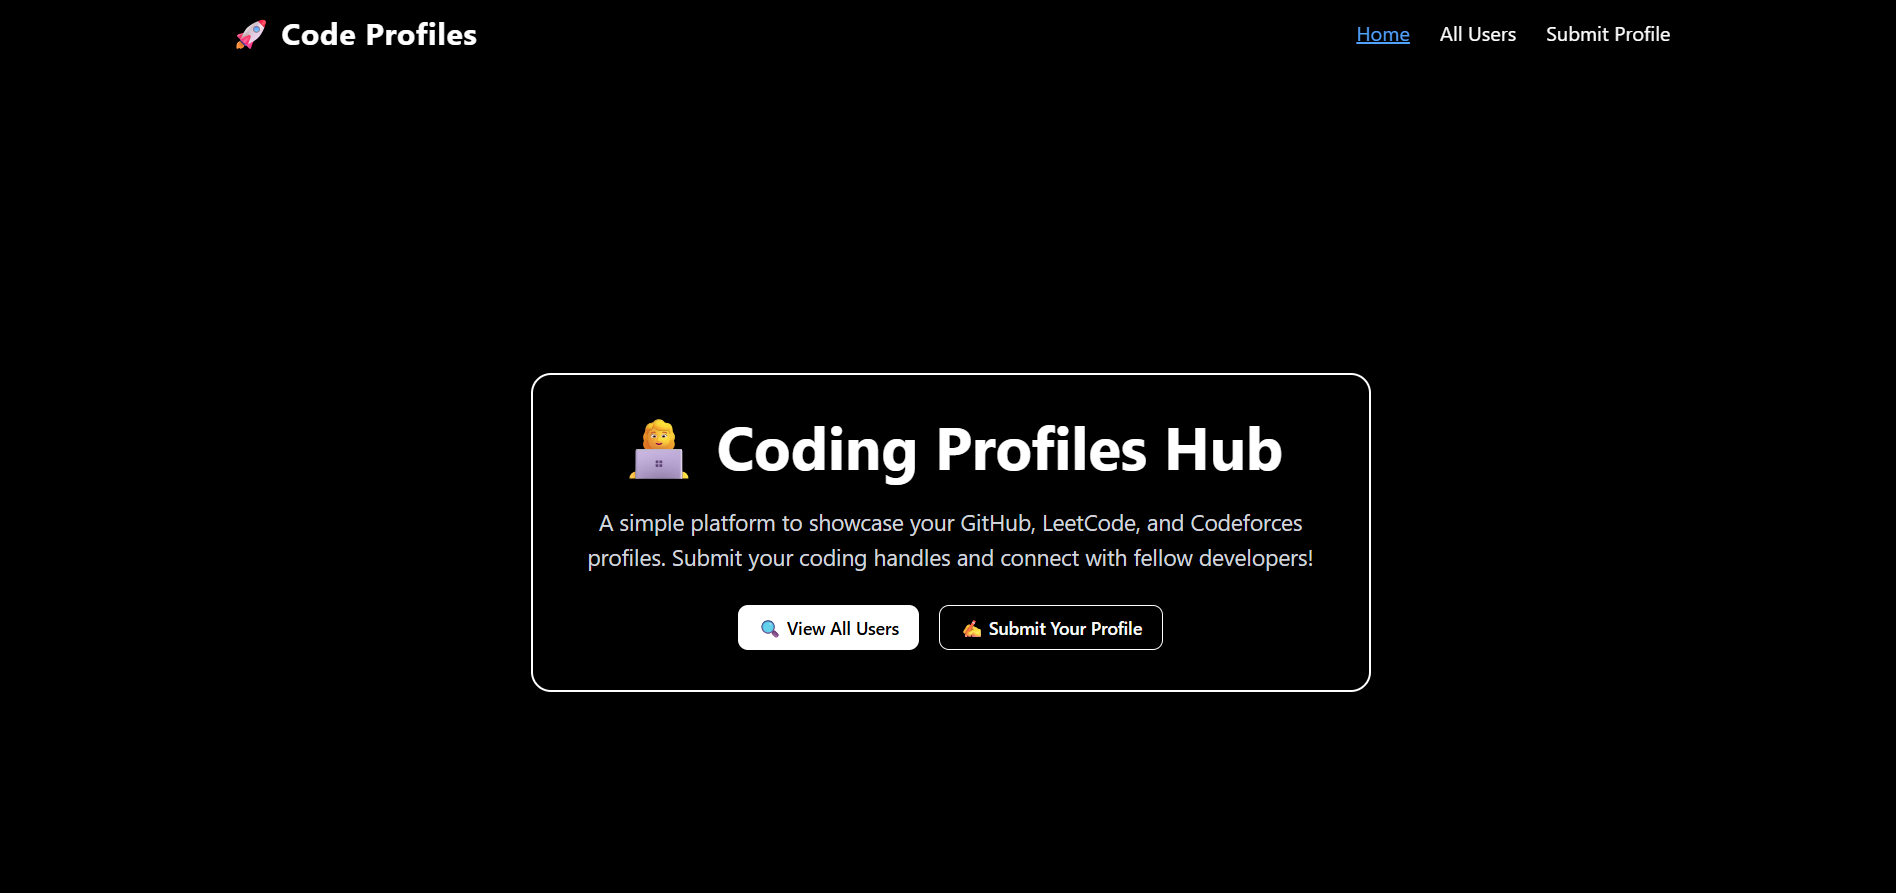 🚀 Code Profiles
Home
All Users
Submit Profile
🧑‍💻 Coding Profiles Hub
A simple platform to showcase your GitHub, LeetCode, and Codeforces
profiles. Submit your coding handles and connect with fellow developers!
🔍 View All Users
✍️ Submit Your Profile